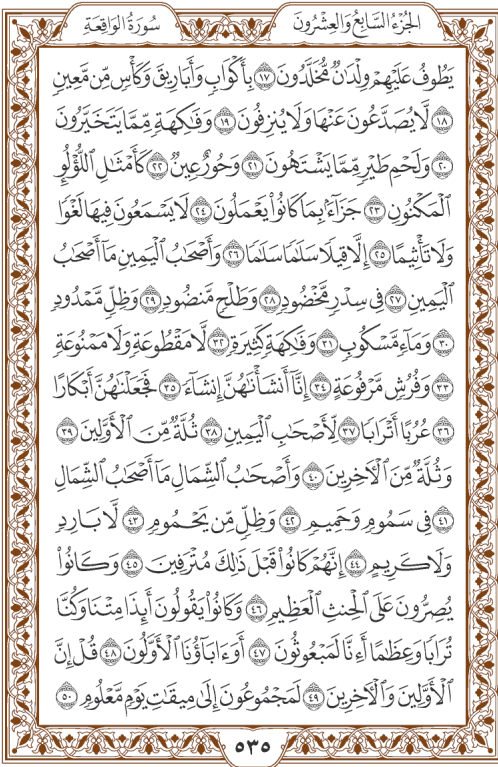 الجُزءُ السَّابِعُ وَالعِشْرُونَ
سُورَةُ الوَاقِعَةِ
يَطُوفُ عَلَيْهِمْ وِلْدَٰنٌ مُّخَلَّدُونَ ۝١٧ بِأَكْوَابٍ وَأَبَارِيقَ وَكَأْسٍ مِّن مَّعِينٍ
۝١٨ لَّا يُصَدَّعُونَ عَنْهَا وَلَا يُنزِفُونَ ۝١٩ وَفَٰكِهَةٍ مِّمَّا يَتَخَيَّرُونَ
۝٢٠ وَلَحْمِ طَيْرٍ مِّمَّا يَشْتَهُونَ ۝٢١ وَحُورٌ عِينٌ ۝٢٢ كَأَمْثَٰلِ اللُّؤْلُوِٕ
الْمَكْنُونِ ۝٢٣ جَزَآءَۢ بِمَا كَانُوا۟ يَعْمَلُونَ ۝٢٤ لَا يَسْمَعُونَ فِيهَا لَغْوًا
وَلَا تَأْثِيمًا ۝٢٥ إِلَّا قِيلًا سَلَٰمًا سَلَٰمًا ۝٢٦ وَأَصْحَٰبُ الْيَمِينِ مَآ أَصْحَٰبُ
الْيَمِينِ ۝٢٧ فِى سِدْرٍ مَّخْضُودٍ ۝٢٨ وَطَلْحٍ مَّنضُودٍ ۝٢٩ وَظِلٍّ مَّمْدُودٍ
۝٣٠ وَمَآءٍ مَّسْكُوبٍ ۝٣١ وَفَٰكِهَةٍ كَثِيرَةٍ ۝٣٢ لَّا مَقْطُوعَةٍ وَلَا مَمْنُوعَةٍ
۝٣٣ وَفُرُشٍ مَّرْفُوعَةٍ ۝٣٤ إِنَّآ أَنشَأْنَٰهُنَّ إِنشَآءً ۝٣٥ فَجَعَلْنَٰهُنَّ أَبْكَارًا
۝٣٦ عُرُبًا أَتْرَابًا ۝٣٧ لِّأَصْحَٰبِ الْيَمِينِ ۝٣٨ ثُلَّةٌ مِّنَ الْأَوَّلِينَ ۝٣٩
وَثُلَّةٌ مِّنَ الْءَاخِرِينَ ۝٤٠ وَأَصْحَٰبُ الشِّمَالِ مَآ أَصْحَٰبُ الشِّمَالِ
۝٤١ فِى سَمُومٍ وَحَمِيمٍ ۝٤٢ وَظِلٍّ مِّن يَحْمُومٍ ۝٤٣ لَّا بَارِدٍ
وَلَا كَرِيمٍ ۝٤٤ إِنَّهُمْ كَانُوا۟ قَبْلَ ذَٰلِكَ مُتْرَفِينَ ۝٤٥ وَكَانُوا۟
يُصِرُّونَ عَلَى الْحِنثِ الْعَظِيمِ ۝٤٦ وَكَانُوا۟ يَقُولُونَ أَئِذَا مِتْنَا وَكُنَّا
تُرَابًا وَعِظَٰمًا أَءِنَّا لَمَبْعُوثُونَ ۝٤٧ أَوَءَابَآؤُنَا الْأَوَّلُونَ ۝٤٨ قُلْ إِنَّ
الْأَوَّلِينَ وَالْءَاخِرِينَ ۝٤٩ لَمَجْمُوعُونَ إِلَىٰ مِيقَٰتِ يَوْمٍ مَّعْلُومٍ ۝٥٠
٥٣٥